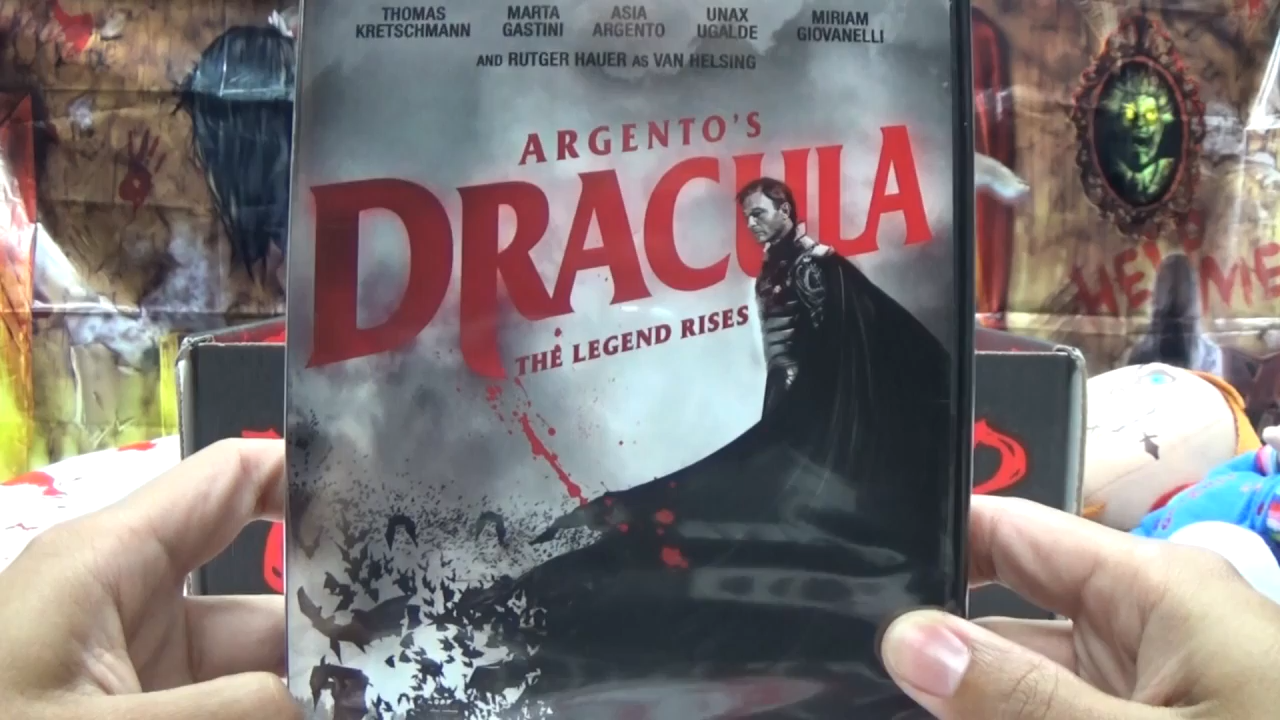 THOMAS KRETSCHMANN
MARTA GASTINI
ASIA ARGENTO
UNAX UGALDE
MIRIAM GIOVANELLI
AND RUTGER HAUER AS VAN HELSING
ARGENTO'S
DRACULA
THE LEGEND RISES
ME